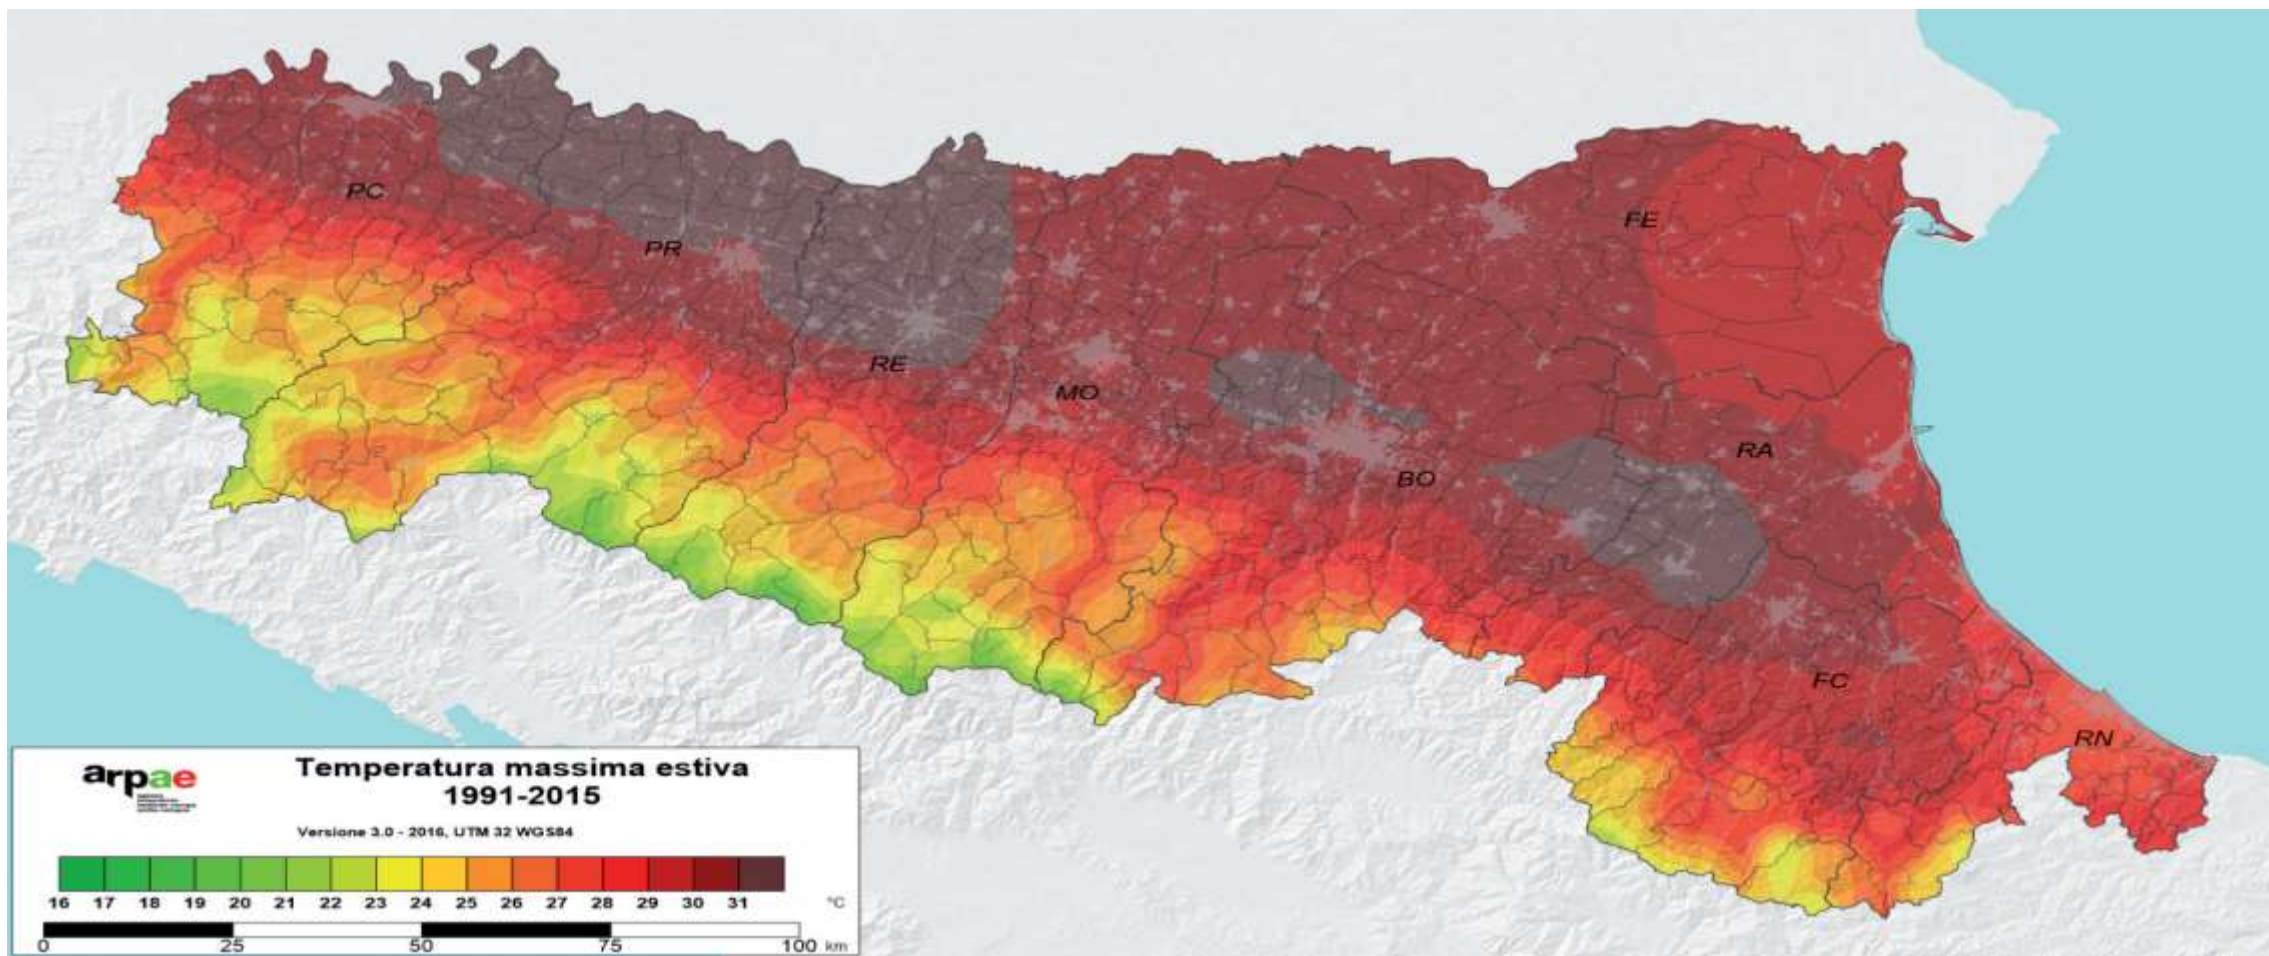 PC
PR
RE
MO
BO
FE
RA
FC
RN
arpae
Temperatura massima estiva
1991-2015
Versione 3.0 - 2016, UTM 32 WGS84
16 17 18 19 20 21 22 23 24 25 26 27 28 29 30 31 °C
0 25 50 75 100 km